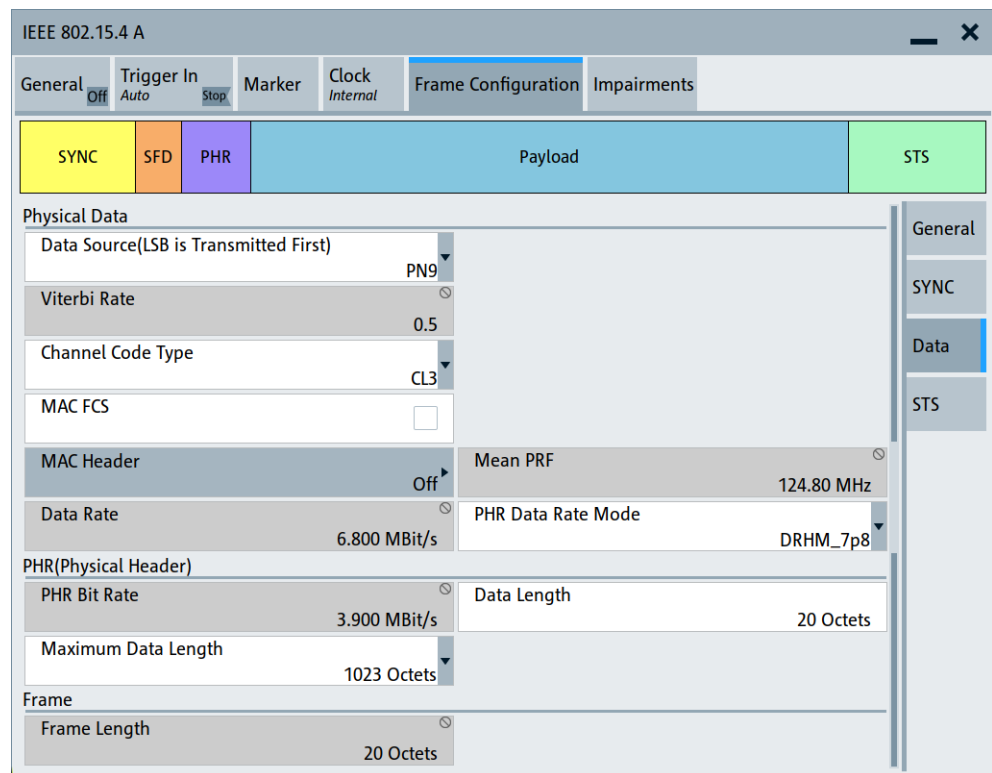 IEEE 802.15.4 A
General Off
Trigger In
Auto Stop
Marker
Clock
Internal
Frame Configuration
Impairments
SYNC SFD PHR Payload STS
Physical Data
Data Source(LSB is Transmitted First)
PN9
Viterbi Rate
0.5
Channel Code Type
CL3
MAC FCS
MAC Header
Off
Mean PRF
124.80 MHz
Data Rate
6.800 MBit/s
PHR Data Rate Mode
DRHM_7p8
PHR(Physical Header)
PHR Bit Rate
3.900 MBit/s
Data Length
20 Octets
Maximum Data Length
1023 Octets
Frame
Frame Length
20 Octets
General
SYNC
Data
STS